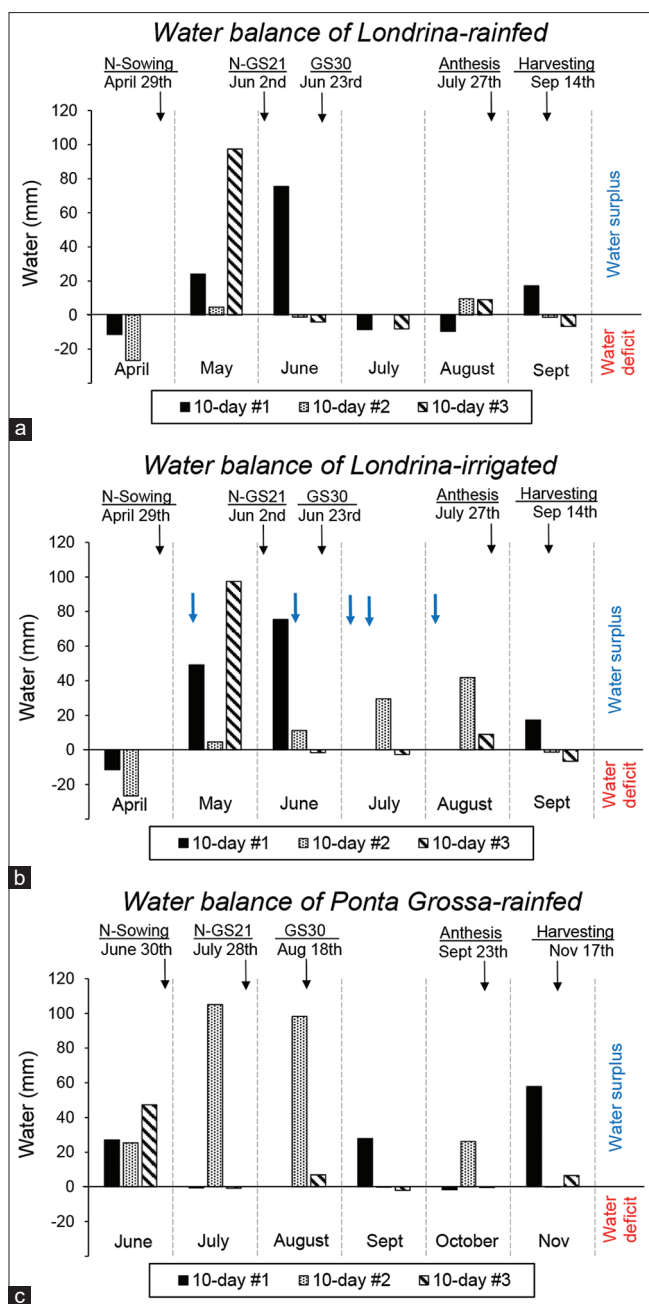 Water balance of Londrina-rainfed
N-Sowing N-GS21 GS30 Anthesis Harvesting
April 29th Jun 2nd Jun 23rd July 27th Sep 14th
120
100
80
60
40
20
0
-20
Water (mm)
Water surplus
Water deficit
April May June July August Sept
10-day #1 10-day #2 10-day #3
a
Water balance of Londrina-irrigated
N-Sowing N-GS21 GS30 Anthesis Harvesting
April 29th Jun 2nd Jun 23rd July 27th Sep 14th
120
100
80
60
40
20
0
-20
Water (mm)
Water surplus
Water deficit
April May June July August Sept
10-day #1 10-day #2 10-day #3
b
Water balance of Ponta Grossa-rainfed
N-Sowing N-GS21 GS30 Anthesis Harvesting
June 30th July 28th Aug 18th Sept 23th Nov 17th
120
100
80
60
40
20
0
-20
Water (mm)
Water surplus
Water deficit
June July August Sept October Nov
10-day #1 10-day #2 10-day #3
c